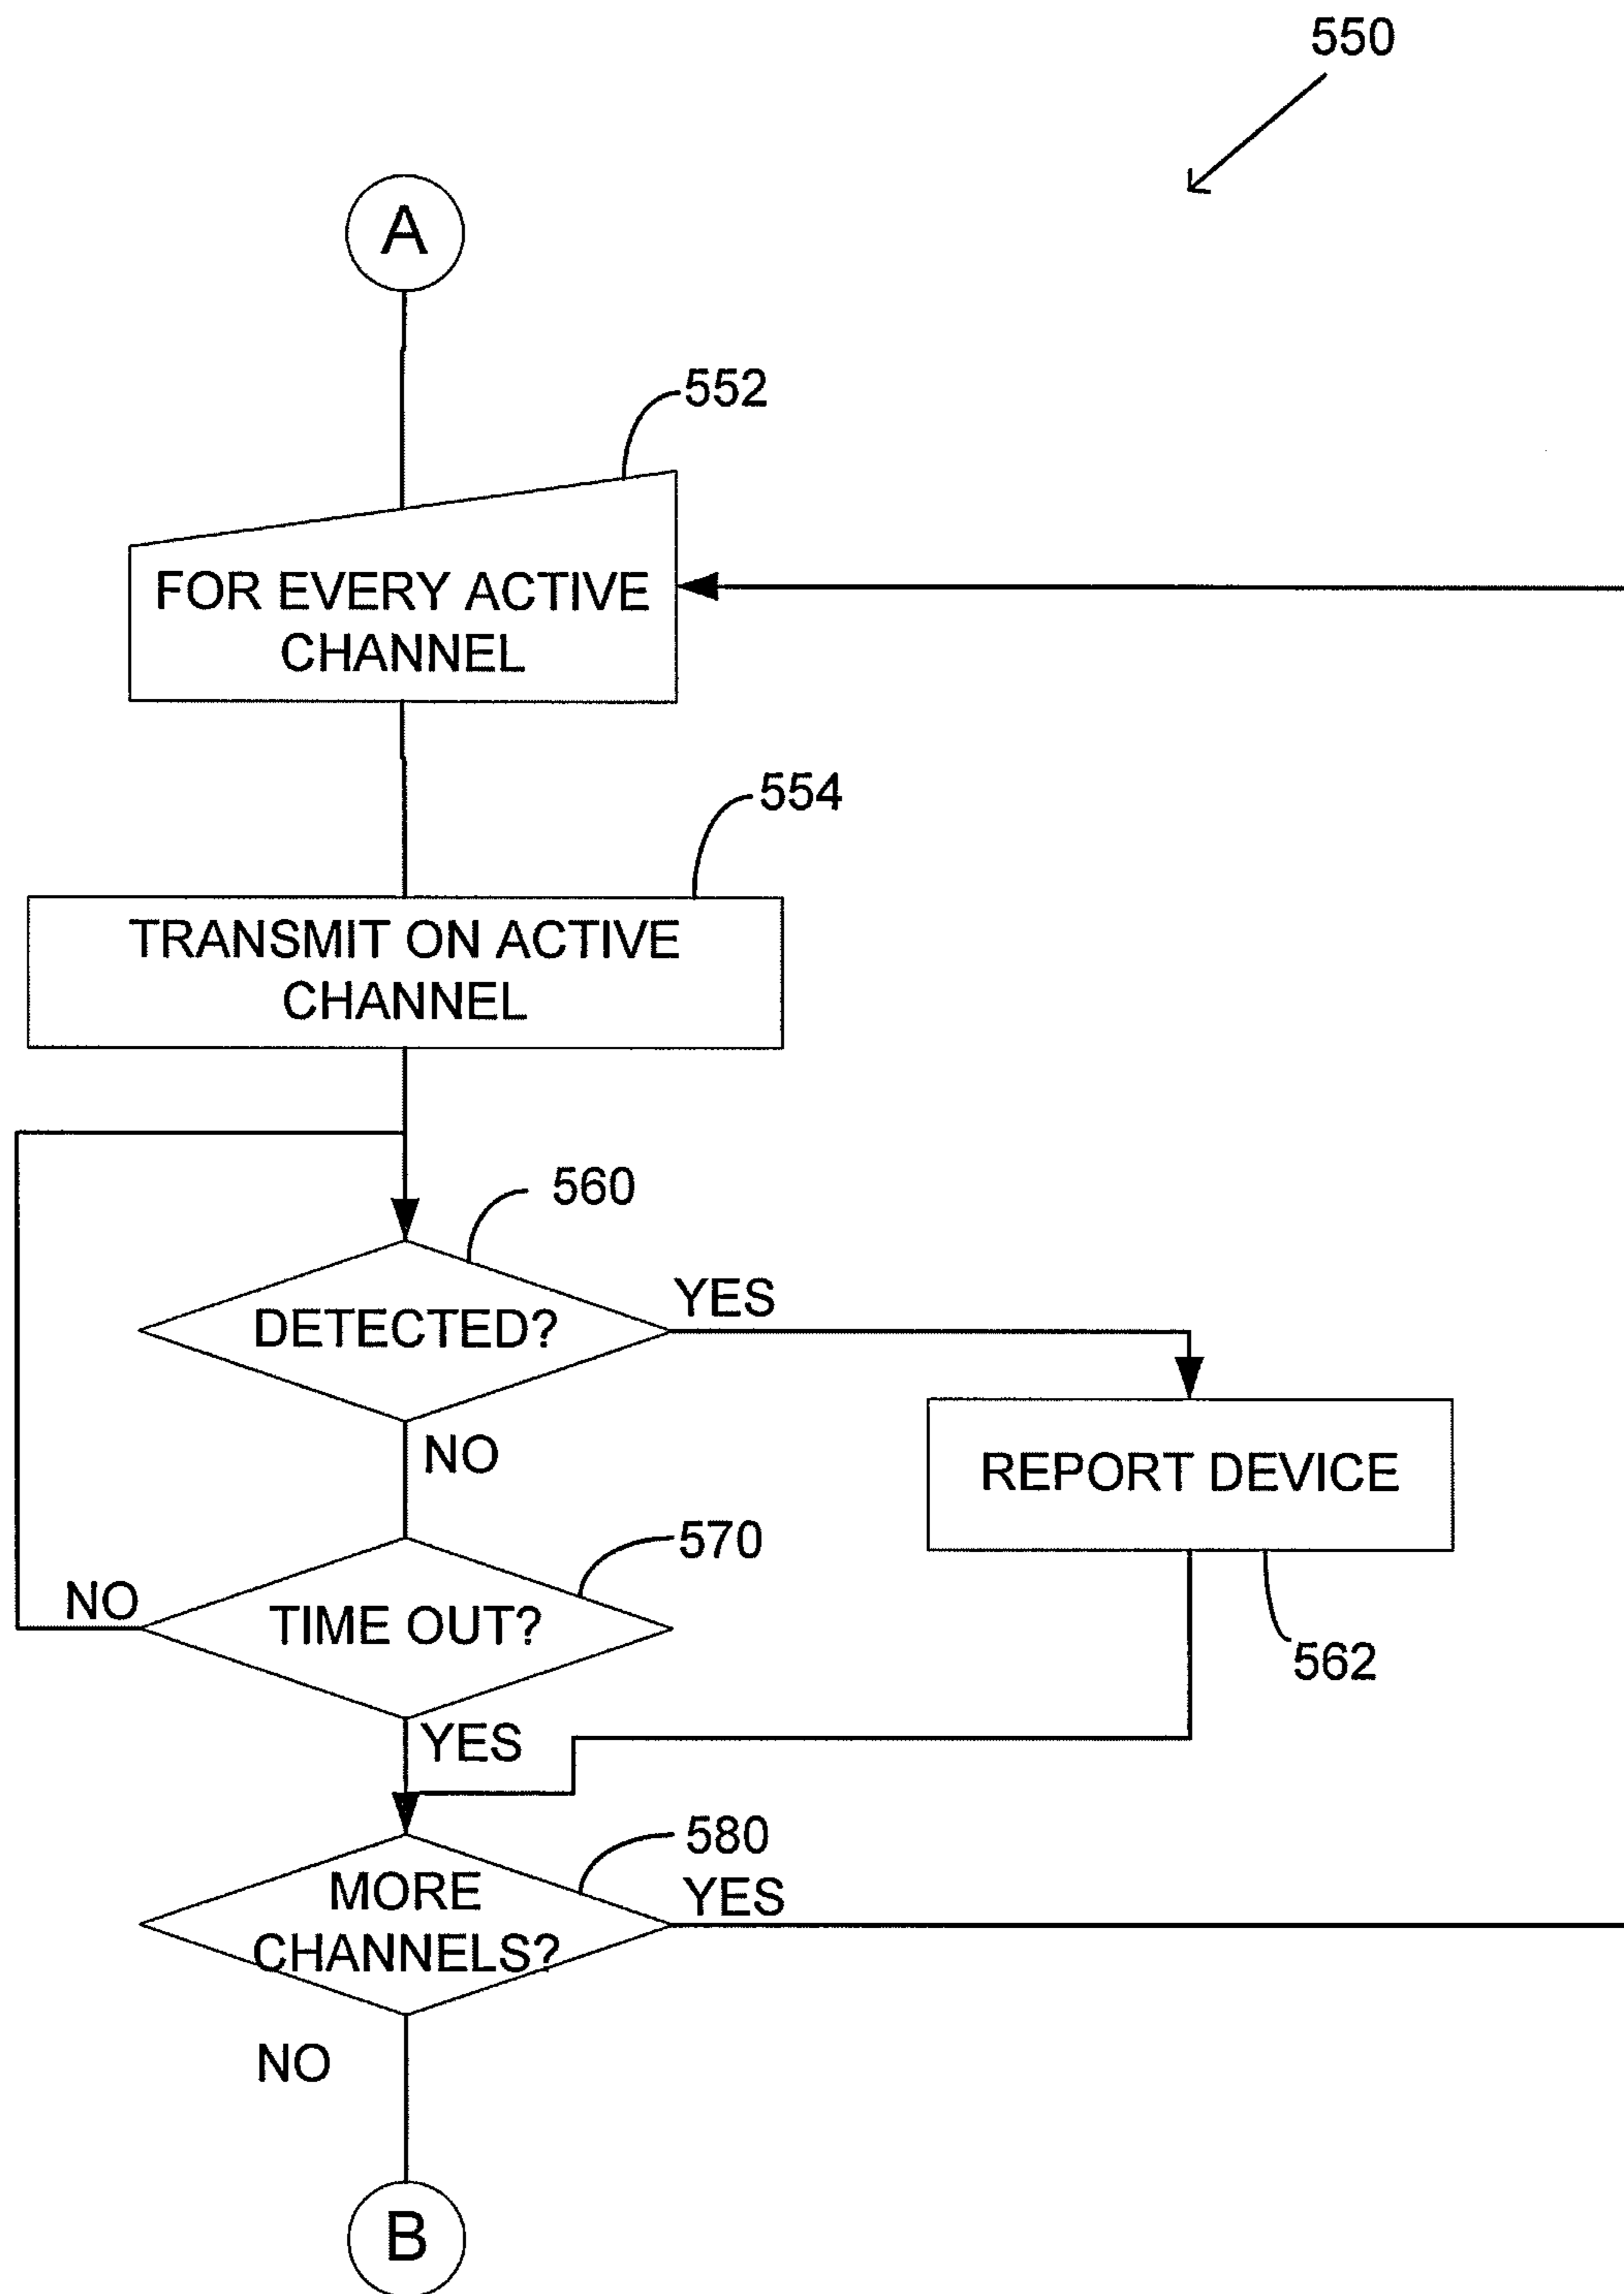 550
A
552
FOR EVERY ACTIVE
CHANNEL
554
TRANSMIT ON ACTIVE
CHANNEL
560
DETECTED?
YES
NO
REPORT DEVICE
562
570
TIME OUT?
NO
YES
580
MORE
CHANNELS?
YES
NO
B